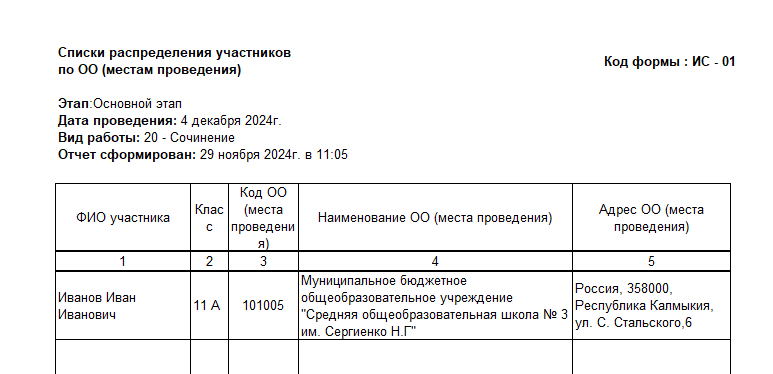 Списки распределения участников
по ОО (местам проведения)
Код формы : ИС - 01
Этап:Основной этап
Дата проведения: 4 декабря 2024г.
Вид работы: 20 - Сочинение
Отчет сформирован: 29 ноября 2024г. в 11:05
ФИО участника
Клас
с
Код ОО
(места
проведени
я)
Наименование ОО (места проведения)
Адрес ОО (места
проведения)
1 2 3 4 5
Иванов Иван
Иванович
11 А
101005
Муниципальное бюджетное
общеобразовательное учреждение
"Средняя общеобразовательная школа № 3
им. Сергиенко Н.Г"
Россия, 358000,
Республика Калмыкия,
ул. С. Стальского,6